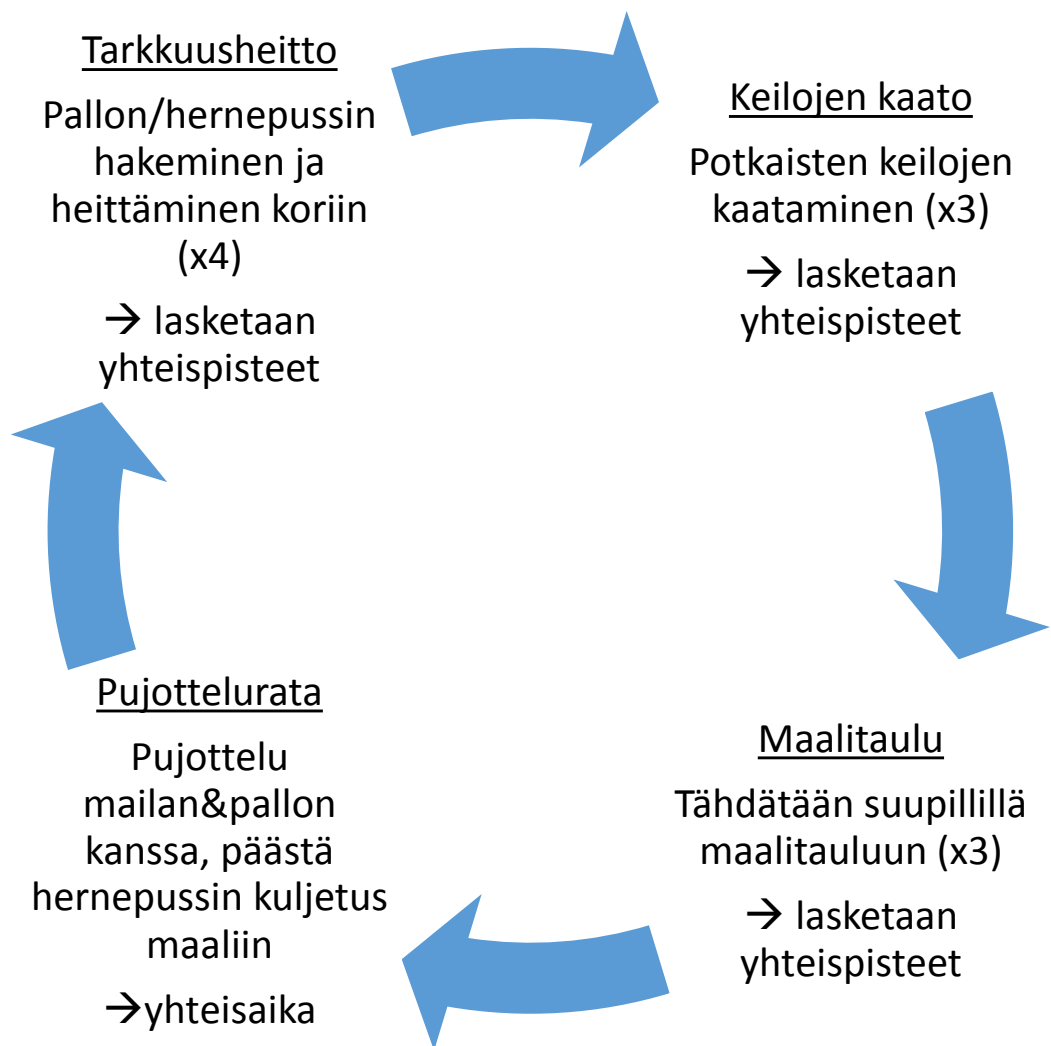 Tarkkuusheitto
Pallon/hernepussin
hakeminen ja
heittäminen koriin
(x4)
→ lasketaan
yhteispisteet
Keilojen kaato
Potkaisten keilojen
kaataminen (x3)
→ lasketaan
yhteispisteet
Maalitaulu
Tähdätään suupillillä
maalitauluun (x3)
→ lasketaan
yhteispisteet
Pujottelurata
Pujottelu
mailan&pallon
kanssa, päästä
hernepussin kuljetus
maaliin
→yhteisaika